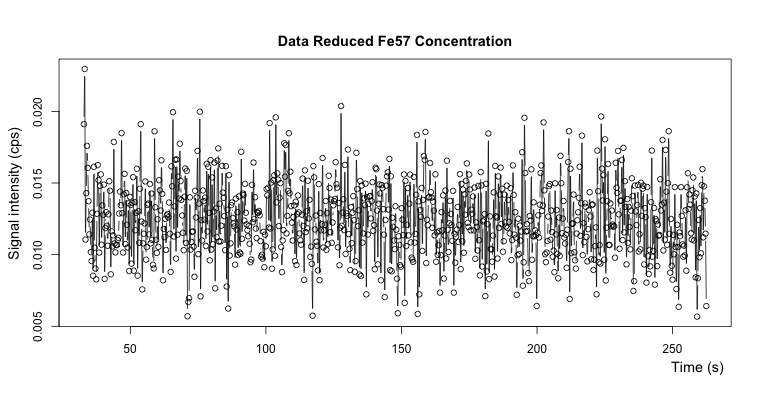 Data Reduced Fe57 Concentration
Signal intensity (cps)
0.020
0.015
0.010
0.005
50 100 150 200 250
Time (s)